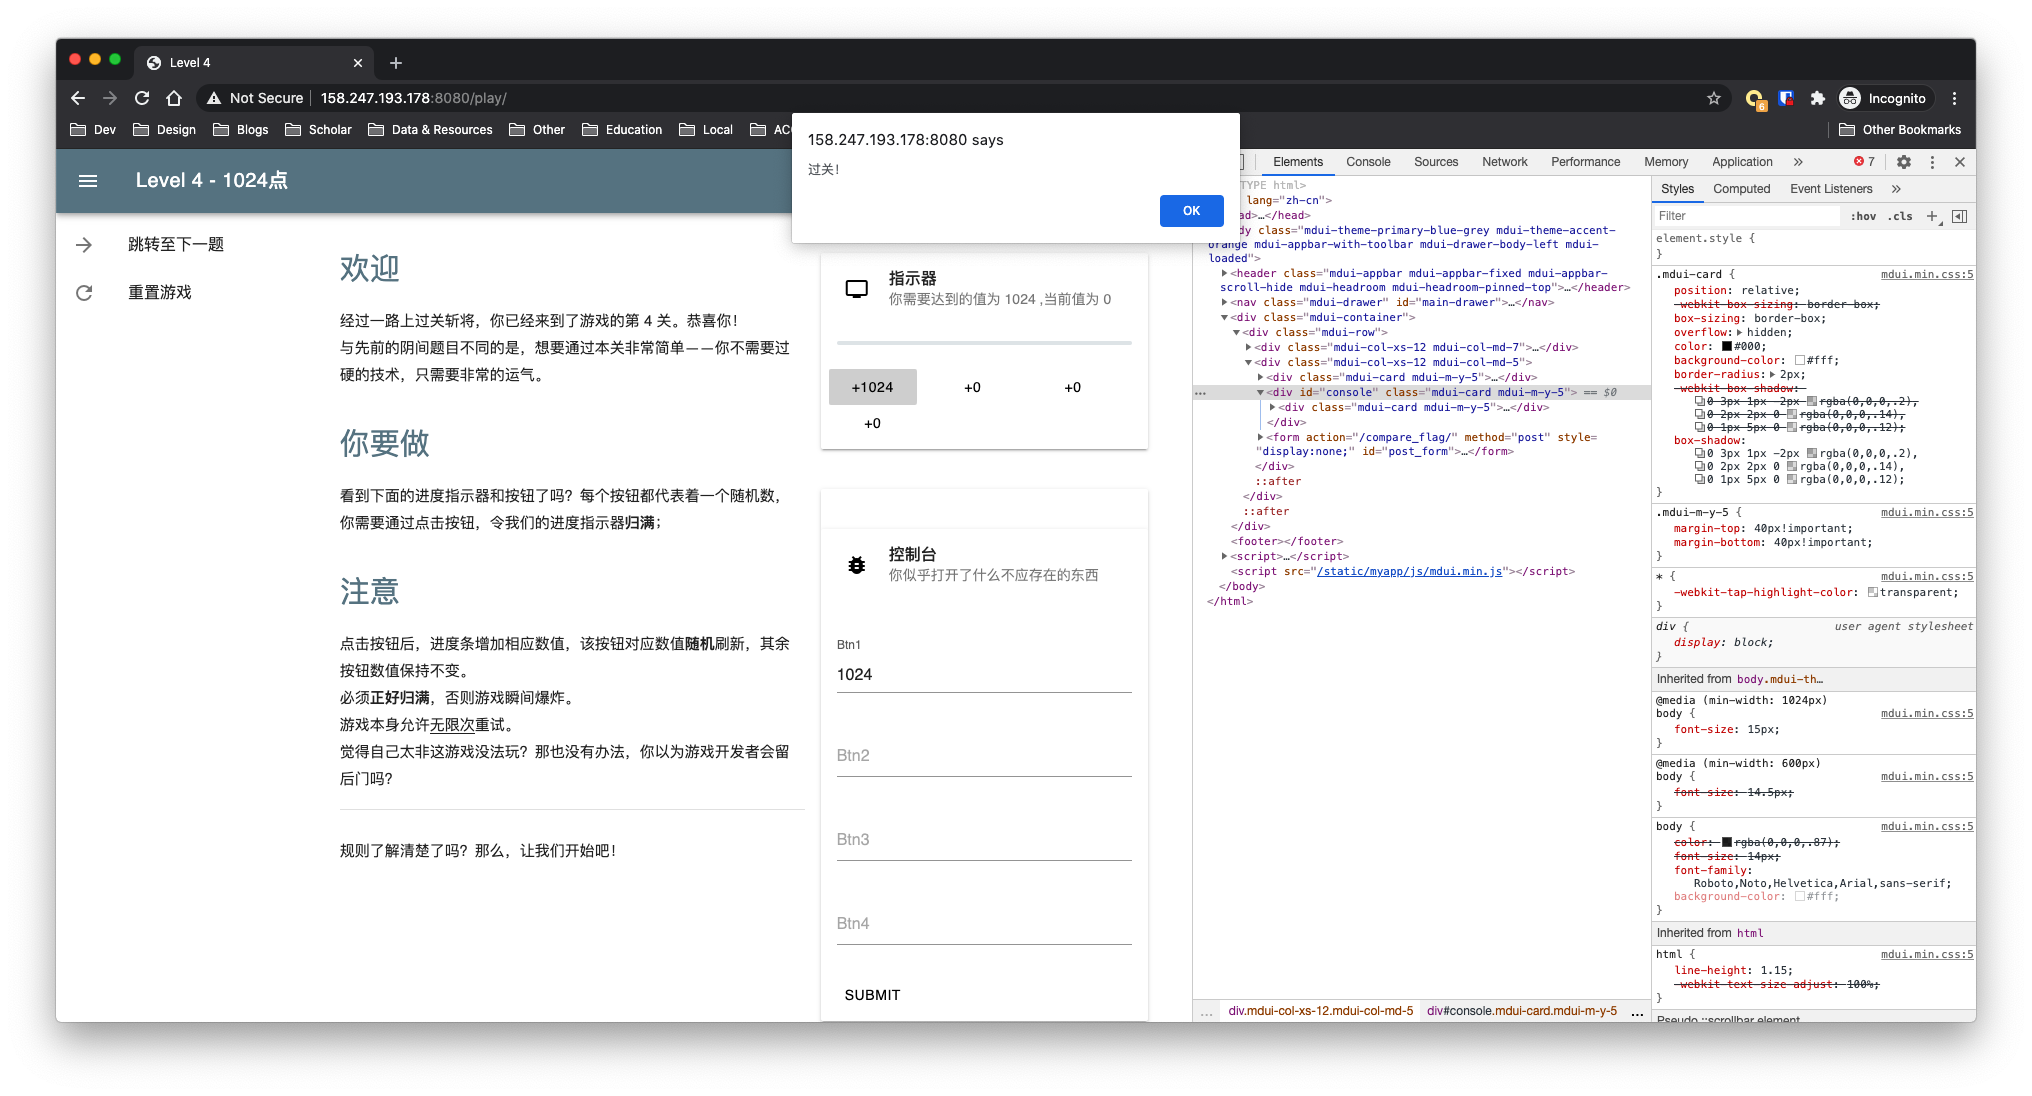 Level 4
Not Secure
158.247.193.178:8080/play/
6
Incognito
Dev
Design
Blogs
Scholar
Data & Resources
Other
Education
Local
Other Bookmarks
158.247.193.178:8080 says
过关！
OK
Level 4 - 1024点
跳转至下一题
重置游戏
欢迎
经过一路上过关斩将，你已经来到了游戏的第 4 关。恭喜你！
与先前的阴间题目不同的是，想要通过本关非常简单——你不需要过
硬的技术，只需要非常的运气。
你要做
看到下面的进度指示器和按钮了吗？每个按钮都代表着一个随机数，
你需要通过点击按钮，令我们的进度指示器归满；
注意
点击按钮后，进度条增加相应数值，该按钮对应数值随机刷新，其余
按钮数值保持不变。
必须正好归满，否则游戏瞬间爆炸。
游戏本身允许无限次重试。
觉得自己太非这游戏没法玩？那也没有办法，你以为游戏开发者会留
后门吗？
规则了解清楚了吗？那么，让我们开始吧！
指示器
你需要达到的值为 1024 ,当前值为 0
+1024
+0
+0
+0
控制台
你似乎打开了什么不应存在的东西
Btn1
1024
Btn2
Btn3
Btn4
SUBMIT
Elements
Console
Sources
Network
Performance
Memory
Application
7
TYPE html>
lang="zh-cn">
ad>…</head>
dy class="mdui-theme-primary-blue-grey mdui-theme-accent-
orange mdui-appbar-with-toolbar mdui-drawer-body-left mdui-
loaded">
<header class="mdui-appbar mdui-appbar-fixed mdui-appbar-
scroll-hide mdui-headroom mdui-headroom-pinned-top">…</header>
<nav class="mdui-drawer" id="main-drawer">…</nav>
<div class="mdui-container">
<div class="mdui-row">
<div class="mdui-col-xs-12 mdui-col-md-7">…</div>
<div class="mdui-col-xs-12 mdui-col-md-5">
<div class="mdui-card mdui-m-y-5">…</div>
<div id="console" class="mdui-card mdui-m-y-5"> == $0
<div class="mdui-card mdui-m-y-5">…</div>
</div>
<form action="/compare_flag/" method="post" style=
"display:none;" id="post_form">…</form>
</div>
::after
</div>
::after
</div>
<footer></footer>
<script>…</script>
<script src="/static/myapp/js/mdui.min.js"></script>
</body>
</html>
…
div.mdui-col-xs-12.mdui-col-md-5
div#console.mdui-card.mdui-m-y-5
…
Styles
Computed
Event Listeners
Filter
:hov
.cls
element.style {
}
.mdui-card {
mdui.min.css:5
position: relative;
-webkit-box-sizing: border-box;
box-sizing: border-box;
overflow: hidden;
color: #000;
background-color: #fff;
border-radius: 2px;
-webkit-box-shadow:
0 3px 1px -2px rgba(0,0,0,.2),
0 2px 2px 0 rgba(0,0,0,.14),
0 1px 5px 0 rgba(0,0,0,.12);
box-shadow:
0 3px 1px -2px rgba(0,0,0,.2),
0 2px 2px 0 rgba(0,0,0,.14),
0 1px 5px 0 rgba(0,0,0,.12);
}
.mdui-m-y-5 {
mdui.min.css:5
margin-top: 40px!important;
margin-bottom: 40px!important;
}
* {
mdui.min.css:5
-webkit-tap-highlight-color: transparent;
}
div {
user agent stylesheet
display: block;
}
Inherited from body.mdui-th…
@media (min-width: 1024px)
body {
mdui.min.css:5
font-size: 15px;
}
@media (min-width: 600px)
body {
mdui.min.css:5
font-size: 14.5px;
}
body {
mdui.min.css:5
color: rgba(0,0,0,.87);
font-size: 14px;
font-family:
Roboto,Noto,Helvetica,Arial,sans-serif;
background-color: #fff;
}
Inherited from html
html {
mdui.min.css:5
line-height: 1.15;
-webkit-text-size-adjust: 100%;
}
Pseudo ::scrollbar element